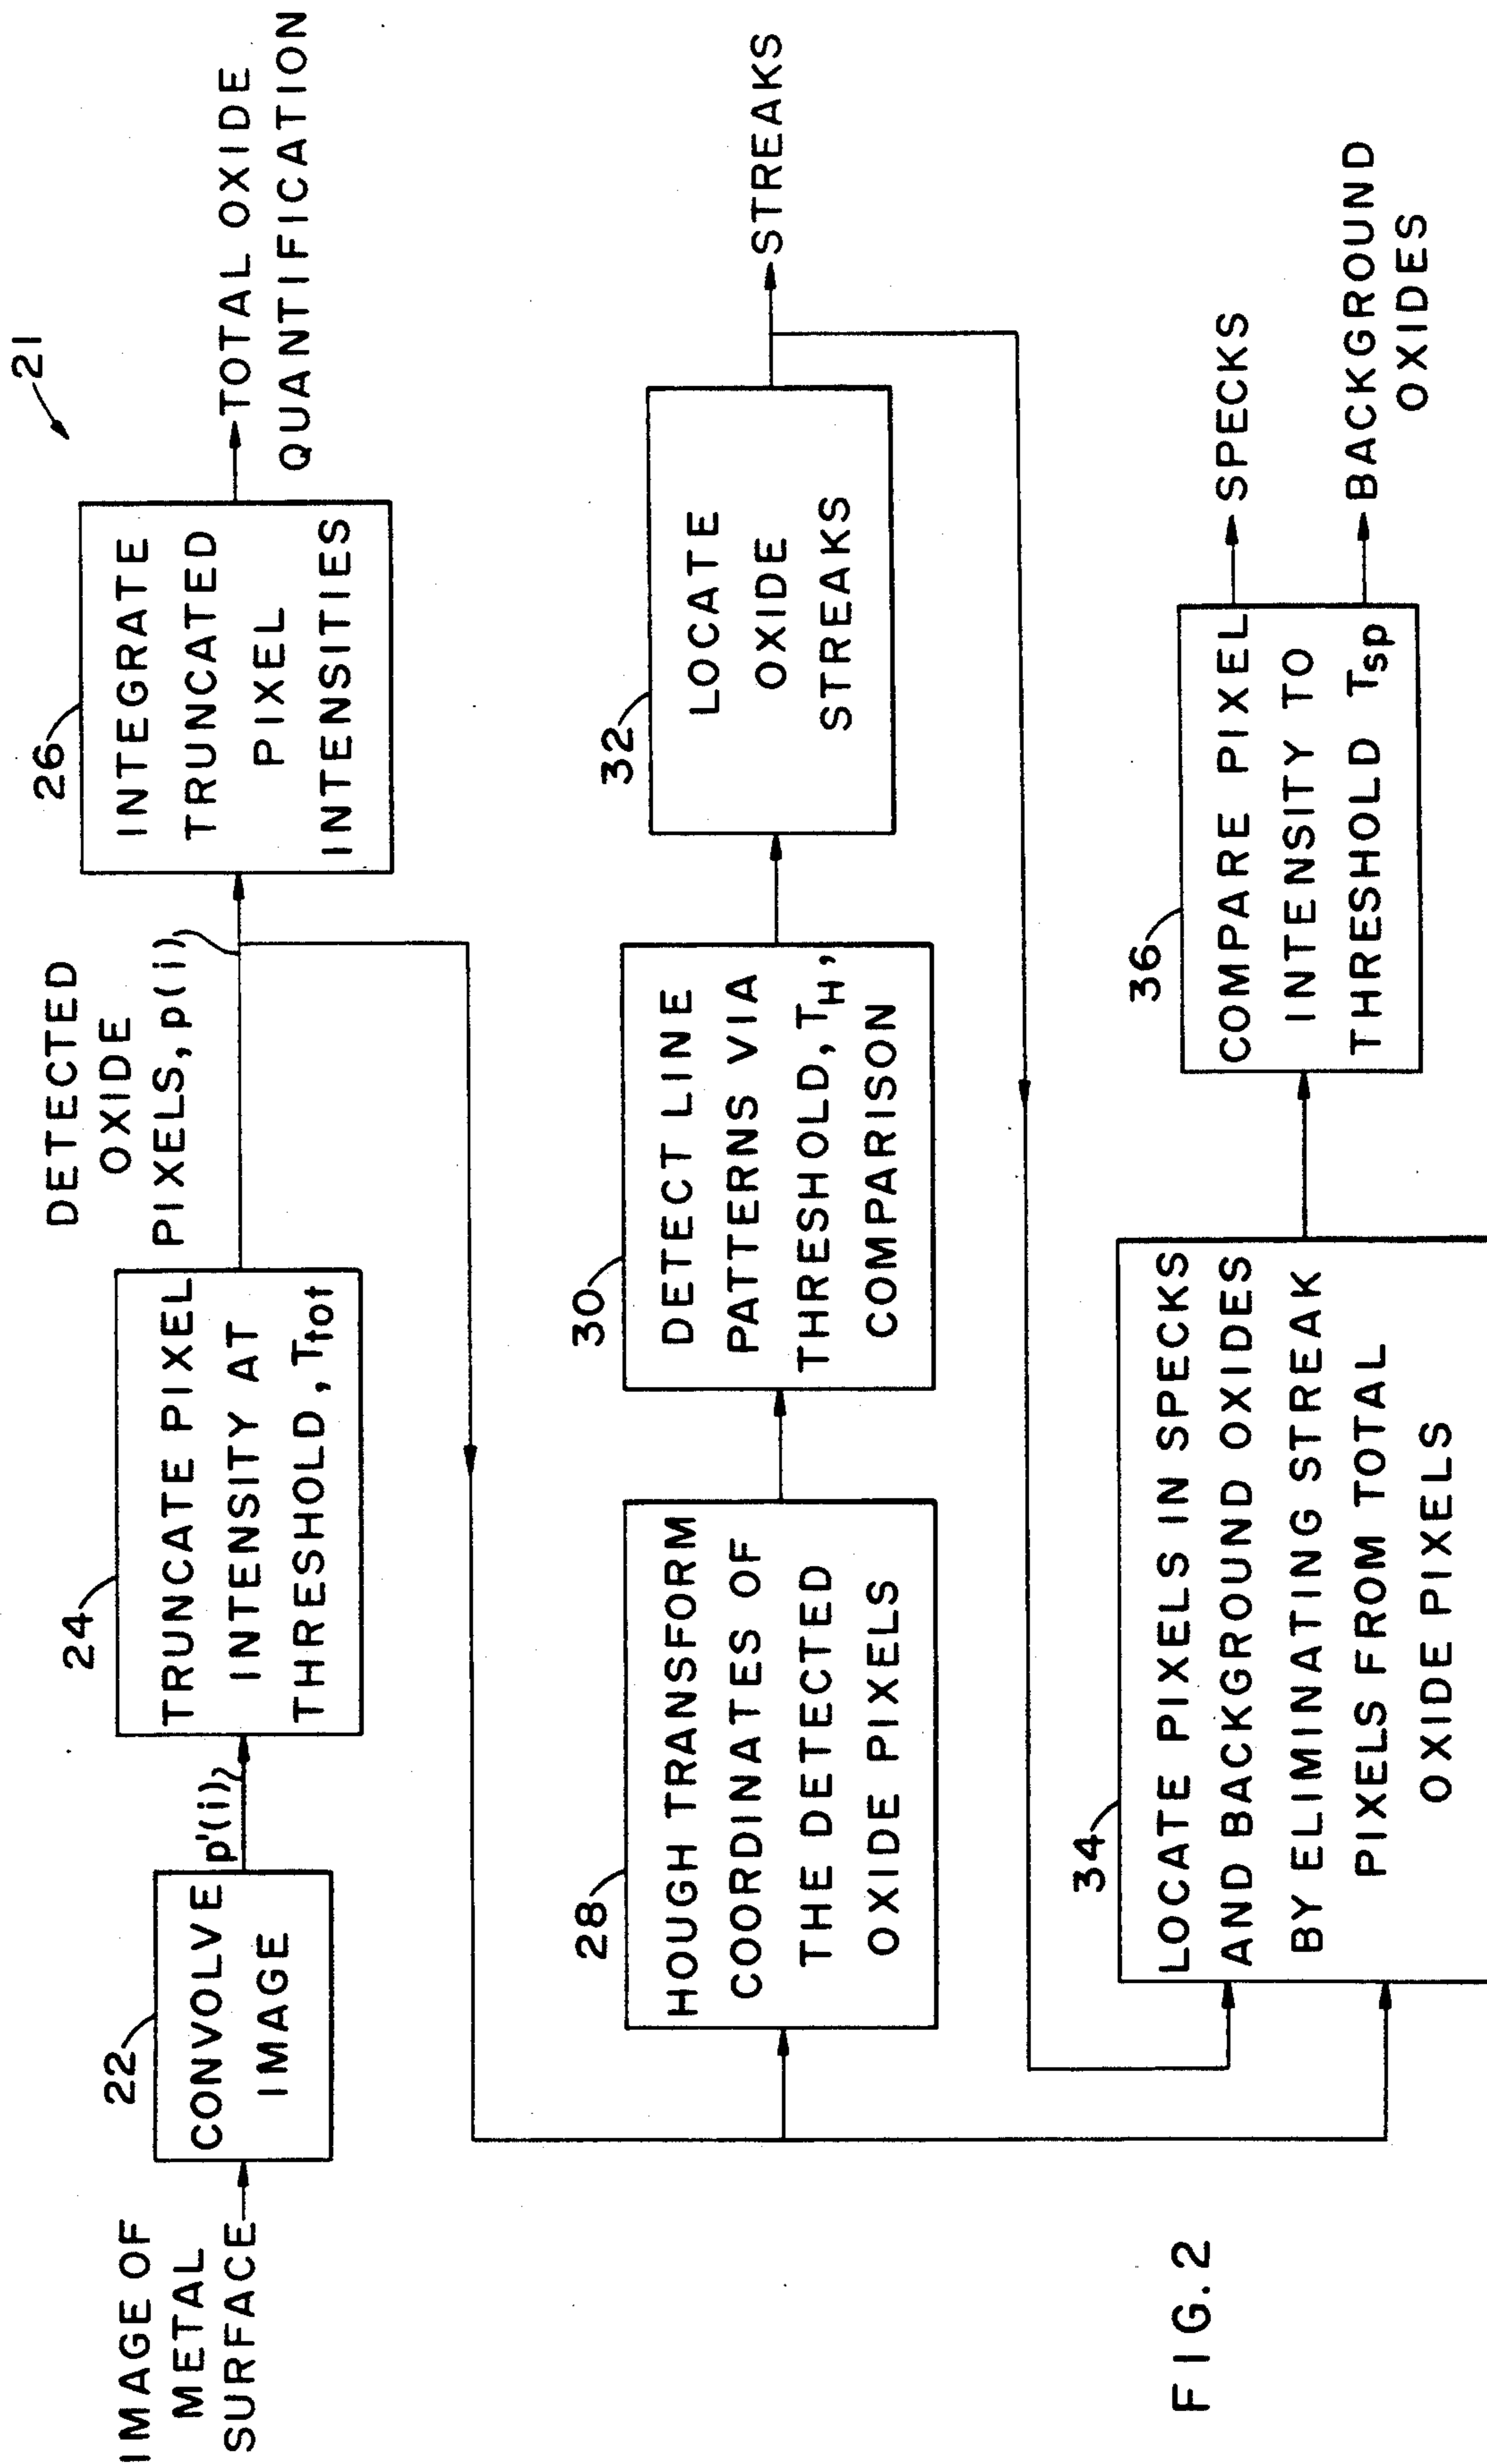 21
IMAGE OF
METAL
SURFACE
22
CONVOLVE
IMAGE
p'(i)
24
TRUNCATE PIXEL
INTENSITY AT
THRESHOLD, Ttot
DETECTED
OXIDE
PIXELS, p(i)
26
INTEGRATE
TRUNCATED
PIXEL
INTENSITIES
TOTAL OXIDE
QUANTIFICATION
28
HOUGH TRANSFORM
COORDINATES OF
THE DETECTED
OXIDE PIXELS
30
DETECT LINE
PATTERNS VIA
THRESHOLD, TH,
COMPARISON
32
LOCATE
OXIDE
STREAKS
STREAKS
34
LOCATE PIXELS IN SPECKS
AND BACKGROUND OXIDES
BY ELIMINATING STREAK
PIXELS FROM TOTAL
OXIDE PIXELS
36
COMPARE PIXEL
INTENSITY TO
THRESHOLD Tsp
SPECKS
BACKGROUND
OXIDES
FIG. 2